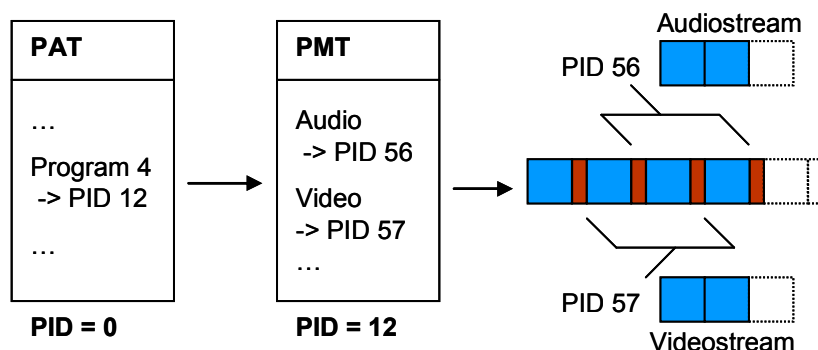 PAT
...
Program 4
-> PID 12
...
PID = 0
PMT
Audio
-> PID 56
Video
-> PID 57
...
PID = 12
Audiostream
PID 56
PID 57
Videostream